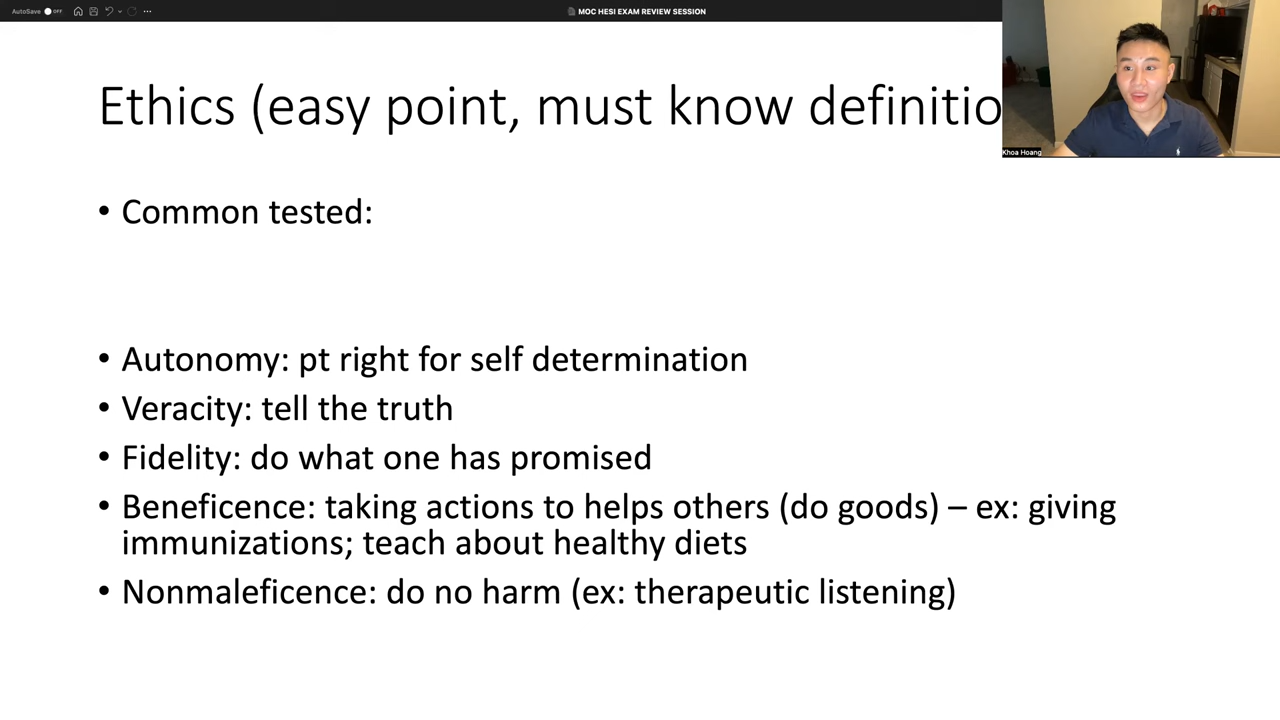 AutoSave OFF
MOC HESI EXAM REVIEW SESSION
Ethics (easy point, must know definitio
Khoa Hoang
• Common tested:
• Autonomy: pt right for self determination
• Veracity: tell the truth
• Fidelity: do what one has promised
• Beneficence: taking actions to helps others (do goods) – ex: giving
immunizations; teach about healthy diets
• Nonmaleficence: do no harm (ex: therapeutic listening)